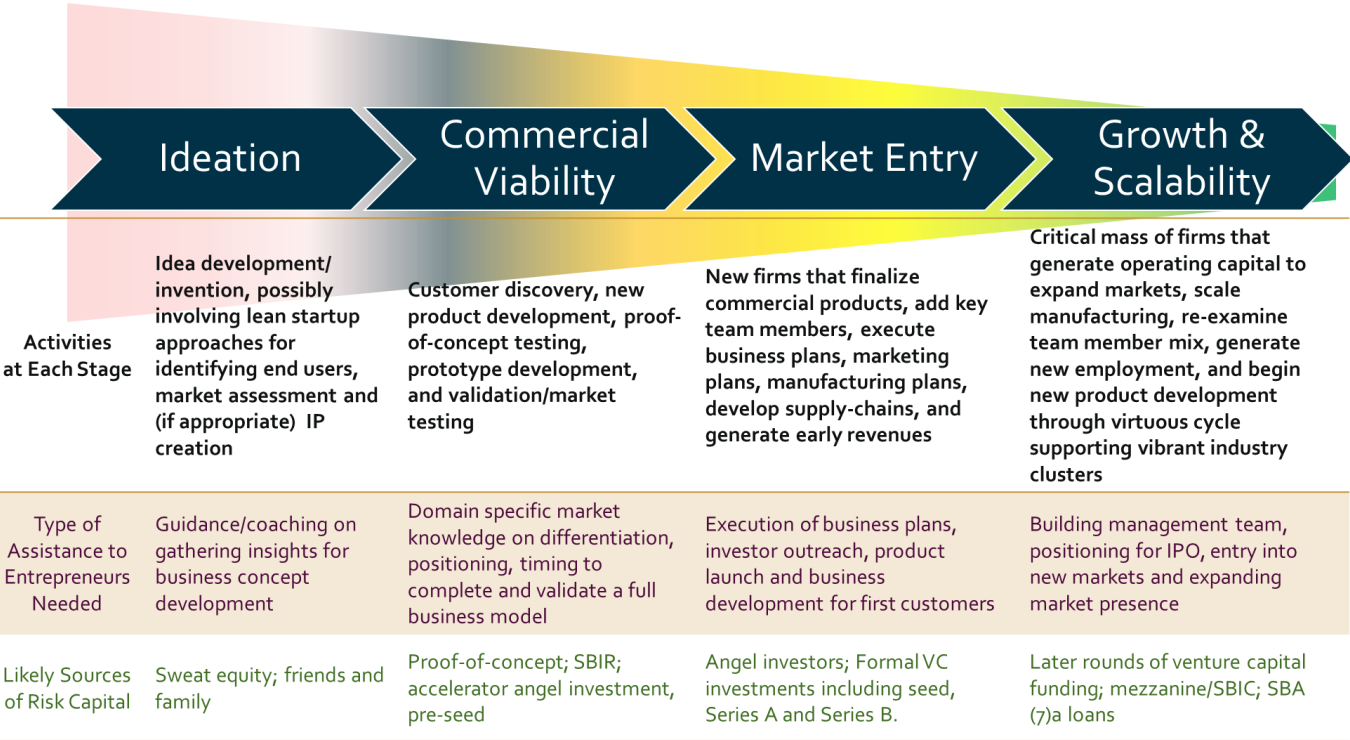 Ideation
Commercial
Viability
Market Entry
Growth &
Scalability
Activities
at Each Stage
Idea development/
invention, possibly
involving lean startup
approaches for
identifying end users,
market assessment and
(if appropriate) IP
creation
Customer discovery, new
product development, proof-
of-concept testing,
prototype development,
and validation/market
testing
New firms that finalize
commercial products, add key
team members, execute
business plans, marketing
plans, manufacturing plans,
develop supply-chains, and
generate early revenues
Critical mass of firms that
generate operating capital to
expand markets, scale
manufacturing, re-examine
team member mix, generate
new employment, and begin
new product development
through virtuous cycle
supporting vibrant industry
clusters
Type of
Assistance to
Entrepreneurs
Needed
Guidance/coaching on
gathering insights for
business concept
development
Domain specific market
knowledge on differentiation,
positioning, timing to
complete and validate a full
business model
Execution of business plans,
investor outreach, product
launch and business
development for first customers
Building management team,
positioning for IPO, entry into
new markets and expanding
market presence
Likely Sources
of Risk Capital
Sweat equity; friends and
family
Proof-of-concept; SBIR;
accelerator angel investment,
pre-seed
Angel investors; Formal VC
investments including seed,
Series A and Series B.
Later rounds of venture capital
funding; mezzanine/SBIC; SBA
(7)a loans